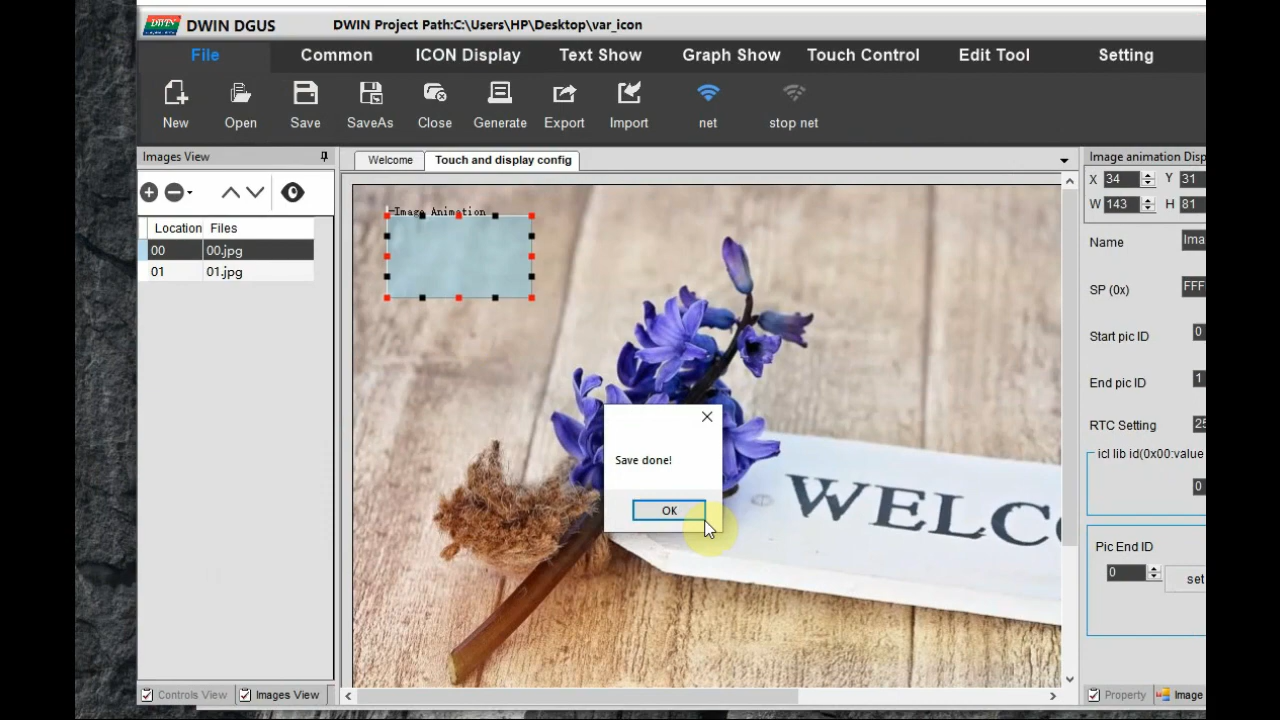 DWIN DGUS DWIN Project Path:C:\Users\HP\Desktop\var_icon
File Common ICON Display Text Show Graph Show Touch Control Edit Tool Setting
New Open Save SaveAs Close Generate Export Import net stop net
Images View
Welcome Touch and display config
Image animation Disp
X 34 Y 31
W 143 H 81
Location Files
00 00.jpg
01 01.jpg
Image Animation
Name Ima
SP (0x) FFF
Start pic ID 0
End pic ID 1
RTC Setting 25
icl lib id(0x00:value
0
Save done!
OK
WELC
Pic End ID
0 set
Controls View Images View
Property Image